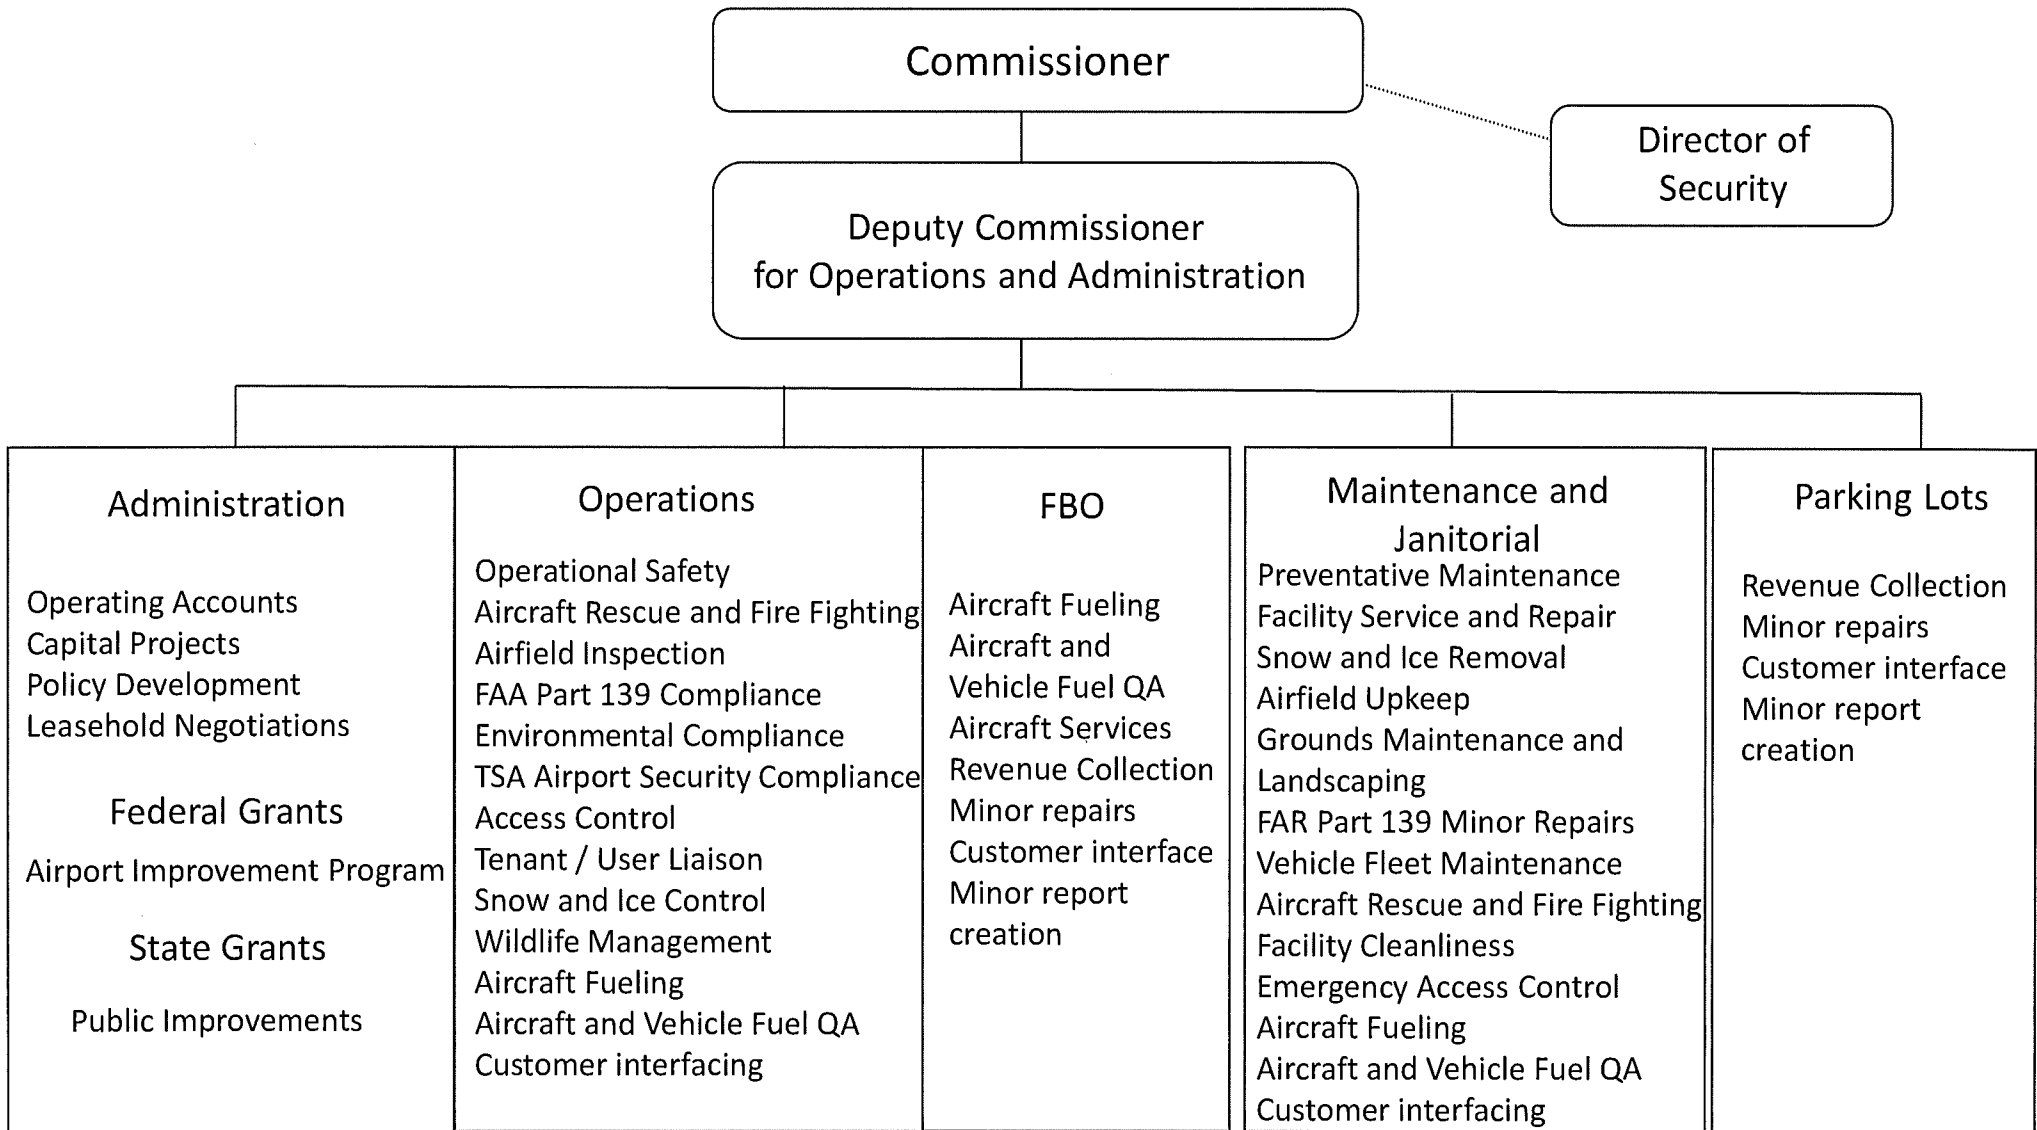 Commissioner
Director of
Security
Deputy Commissioner
for Operations and Administration
Administration
Operating Accounts
Capital Projects
Policy Development
Leasehold Negotiations
Federal Grants
Airport Improvement Program
State Grants
Public Improvements
Operations
Operational Safety
Aircraft Rescue and Fire Fighting
Airfield Inspection
FAA Part 139 Compliance
Environmental Compliance
TSA Airport Security Compliance
Access Control
Tenant / User Liaison
Snow and Ice Control
Wildlife Management
Aircraft Fueling
Aircraft and Vehicle Fuel QA
Customer interfacing
FBO
Aircraft Fueling
Aircraft and
Vehicle Fuel QA
Aircraft Services
Revenue Collection
Minor repairs
Customer interface
Minor report
creation
Maintenance and
Janitorial
Preventative Maintenance
Facility Service and Repair
Snow and Ice Removal
Airfield Upkeep
Grounds Maintenance and
Landscaping
FAR Part 139 Minor Repairs
Vehicle Fleet Maintenance
Aircraft Rescue and Fire Fighting
Facility Cleanliness
Emergency Access Control
Aircraft Fueling
Aircraft and Vehicle Fuel QA
Customer interfacing
Parking Lots
Revenue Collection
Minor repairs
Customer interface
Minor report
creation